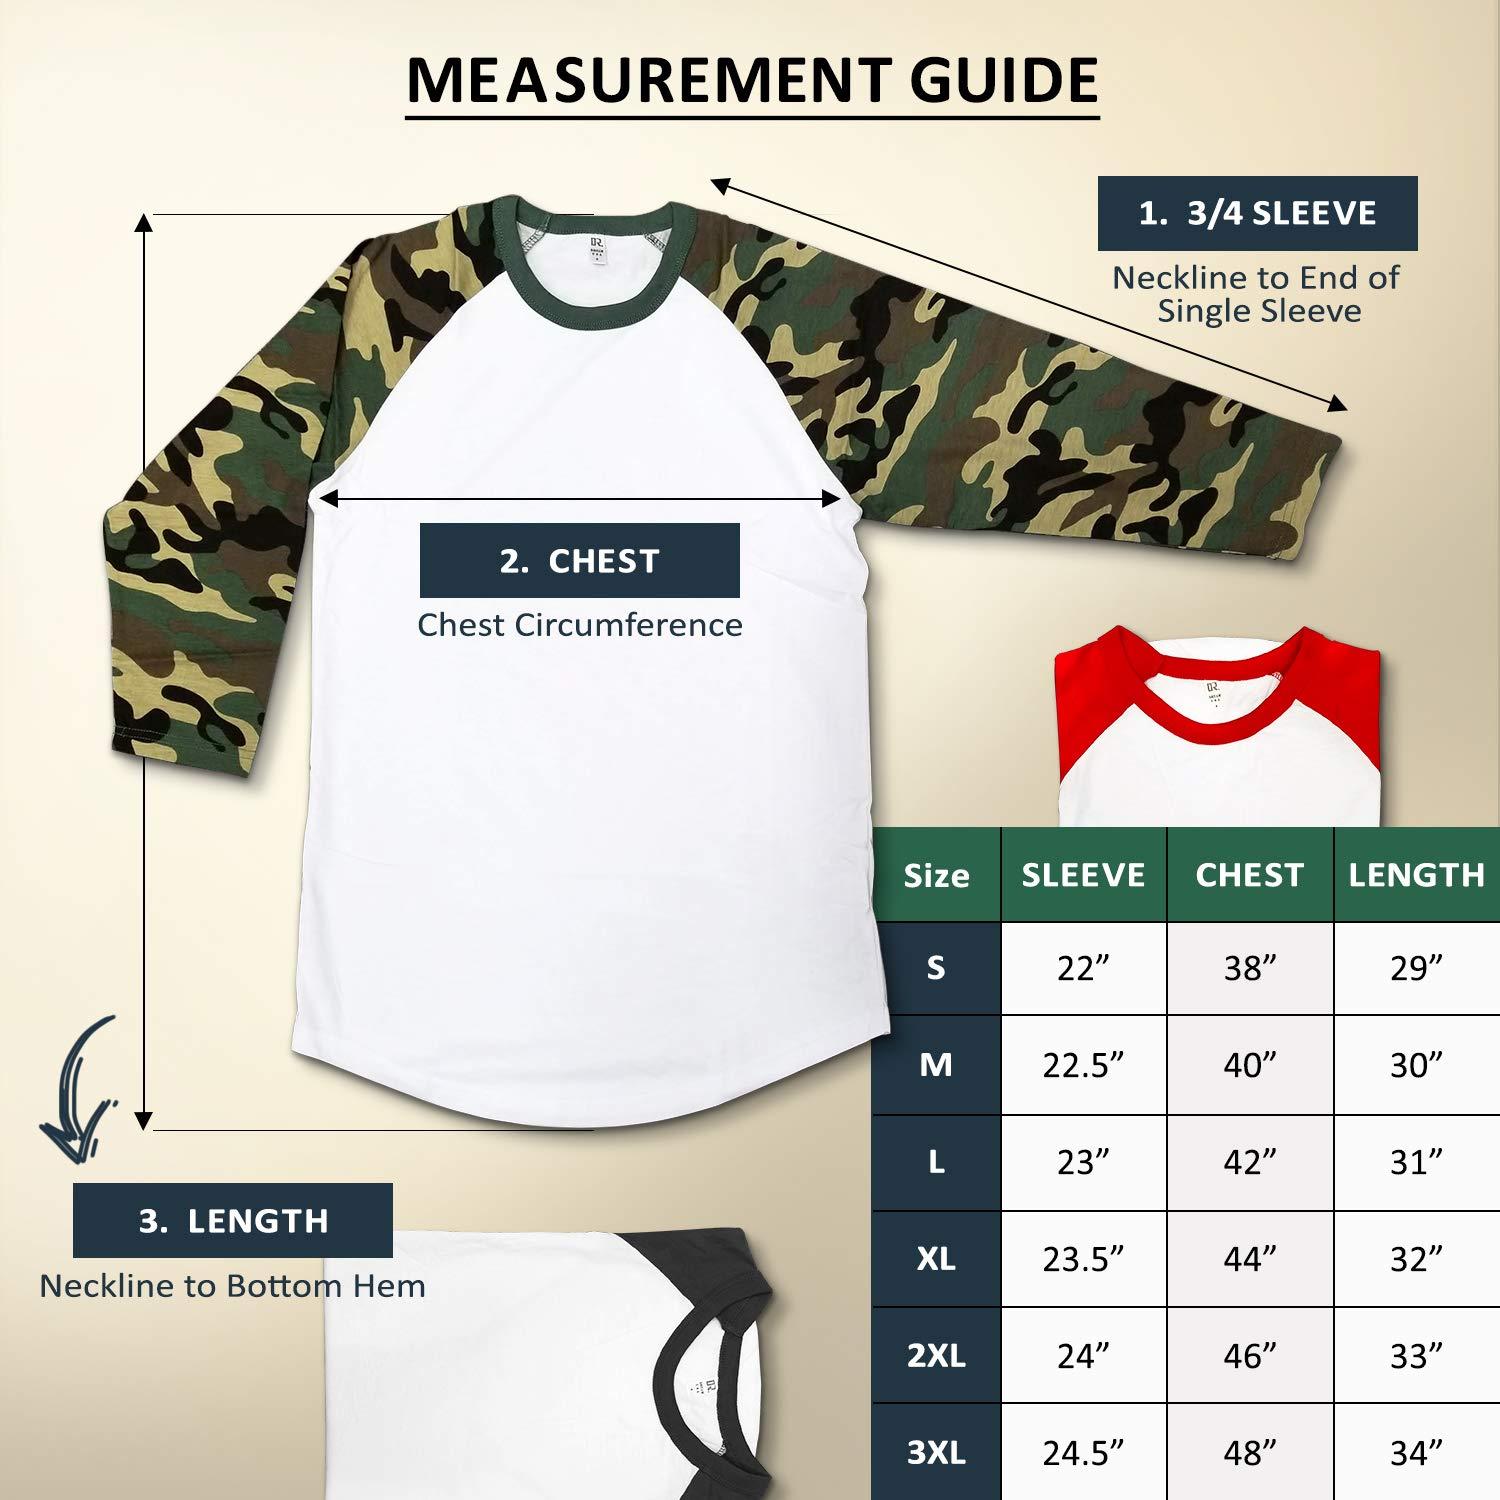 MEASUREMENT GUIDE
1. 3/4 SLEEVE
Neckline to End of
Single Sleeve
2. CHEST
Chest Circumference
3. LENGTH
Neckline to Bottom Hem
Size SLEEVE CHEST LENGTH
S 22” 38” 29”
M 22.5” 40” 30”
L 23” 42” 31”
XL 23.5” 44” 32”
2XL 24” 46” 33”
3XL 24.5” 48” 34”